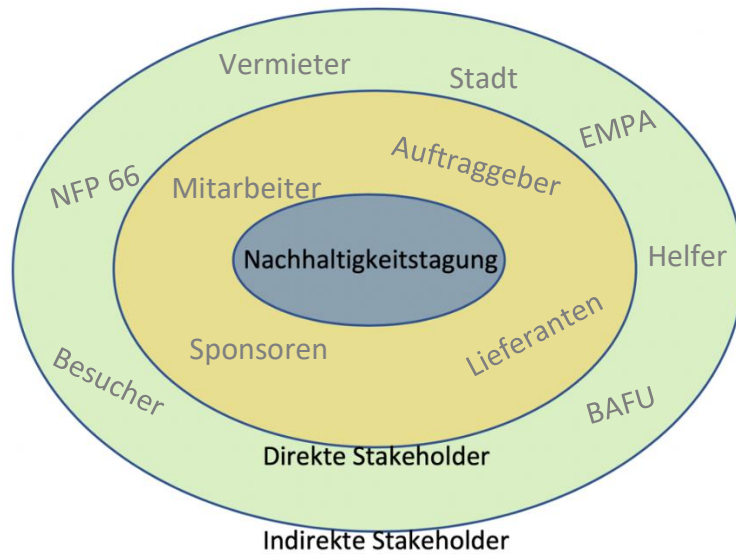 Vermieter
Stadt
EMPA
Auftraggeber
NFP 66
Mitarbeiter
Nachhaltigkeitstagung
Helfer
Sponsoren
Lieferanten
Besucher
BAFU
Direkte Stakeholder
Indirekte Stakeholder